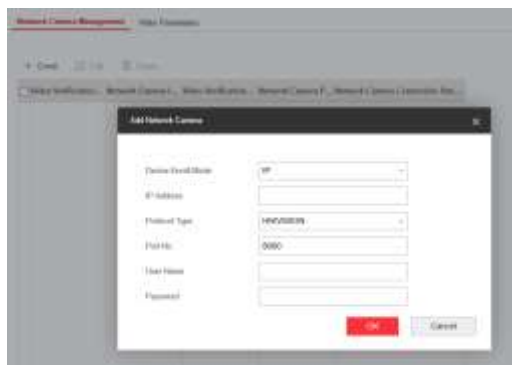 Network Camera Management Video Parameters
+ Create Edit Delete
Network Camera P...
Add Network Camera ×
Device Enroll Mode IP
IP Address
Protocol Type HIKVISION
Port No. 8000
User Name
Password
OK Cancel